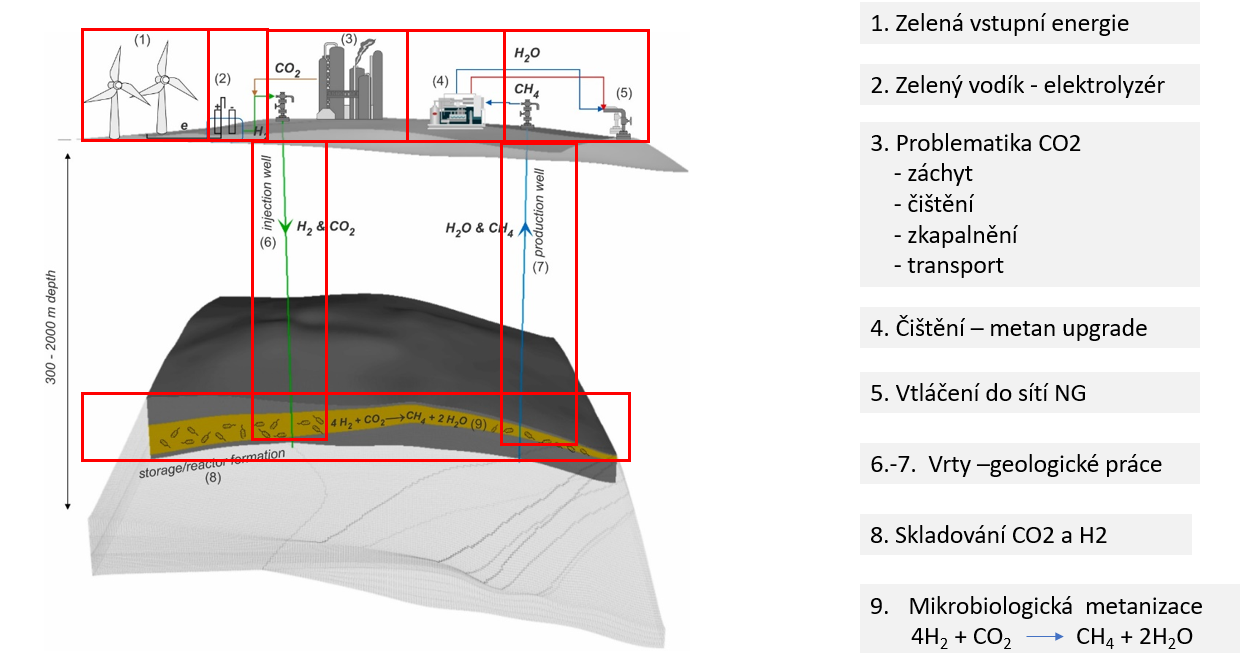 (1)
(2)
(3)
(4)
(5)
CO2
H2O
CH4
e
H2
injection well
(6)
H2 & CO2
H2O & CH4
production well
(7)
300 - 2000 m depth
4 H2 + CO2 → CH4 + 2 H2O (9)
storage/reactor formation
(8)
1. Zelená vstupní energie
2. Zelený vodík - elektrolyzér
3. Problematika CO2
- záchyt
- čištění
- zkapalnění
- transport
4. Čištění – metan upgrade
5. Vtláčení do sítí NG
6.-7. Vrty –geologické práce
8. Skladování CO2 a H2
9. Mikrobiologická metanizace
4H2 + CO2 → CH4 + 2H2O